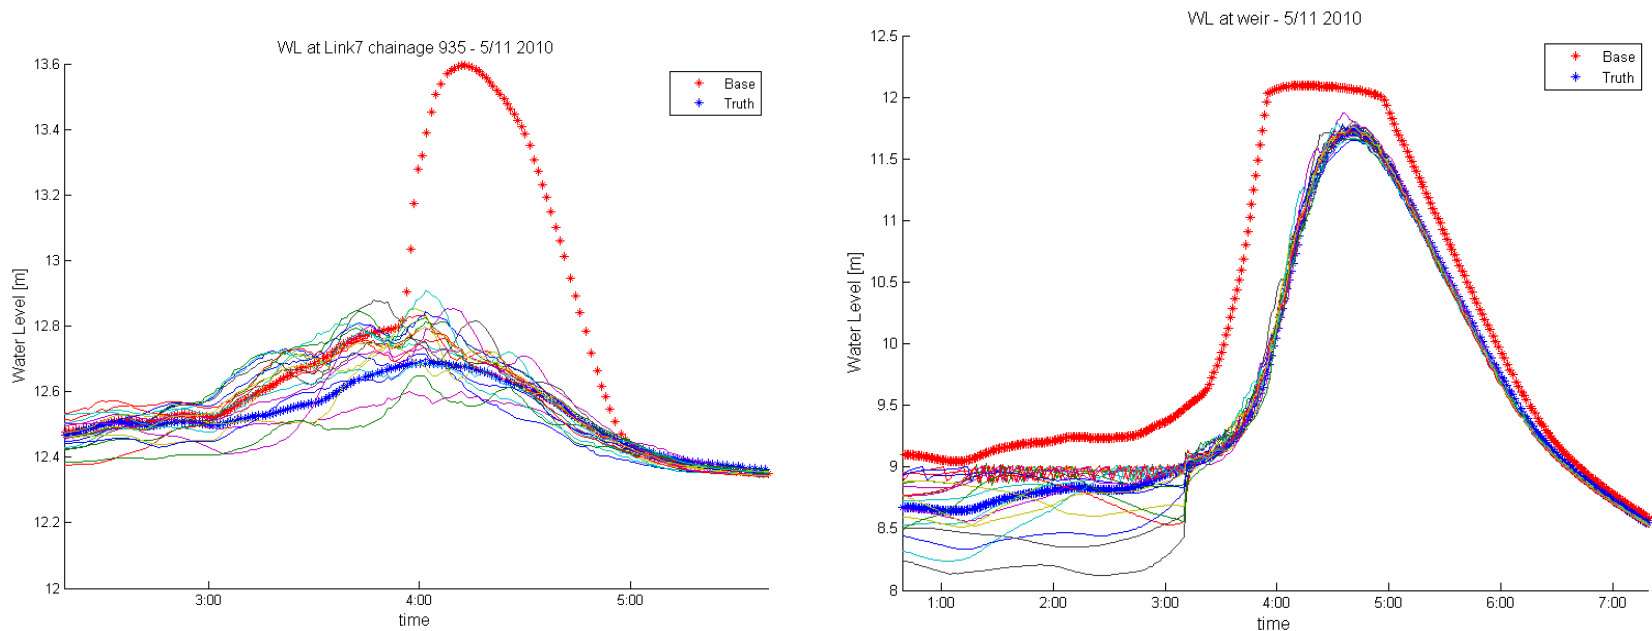 WL at Link7 chainage 935 - 5/11 2010
13.6
13.4
13.2
13
12.8
12.6
12.4
12.2
12
Water Level [m]
3:00 4:00 5:00
time
Base
Truth
WL at weir - 5/11 2010
12.5
12
11.5
11
10.5
10
9.5
9
8.5
8
Water Level [m]
1:00 2:00 3:00 4:00 5:00 6:00 7:00
time
Base
Truth